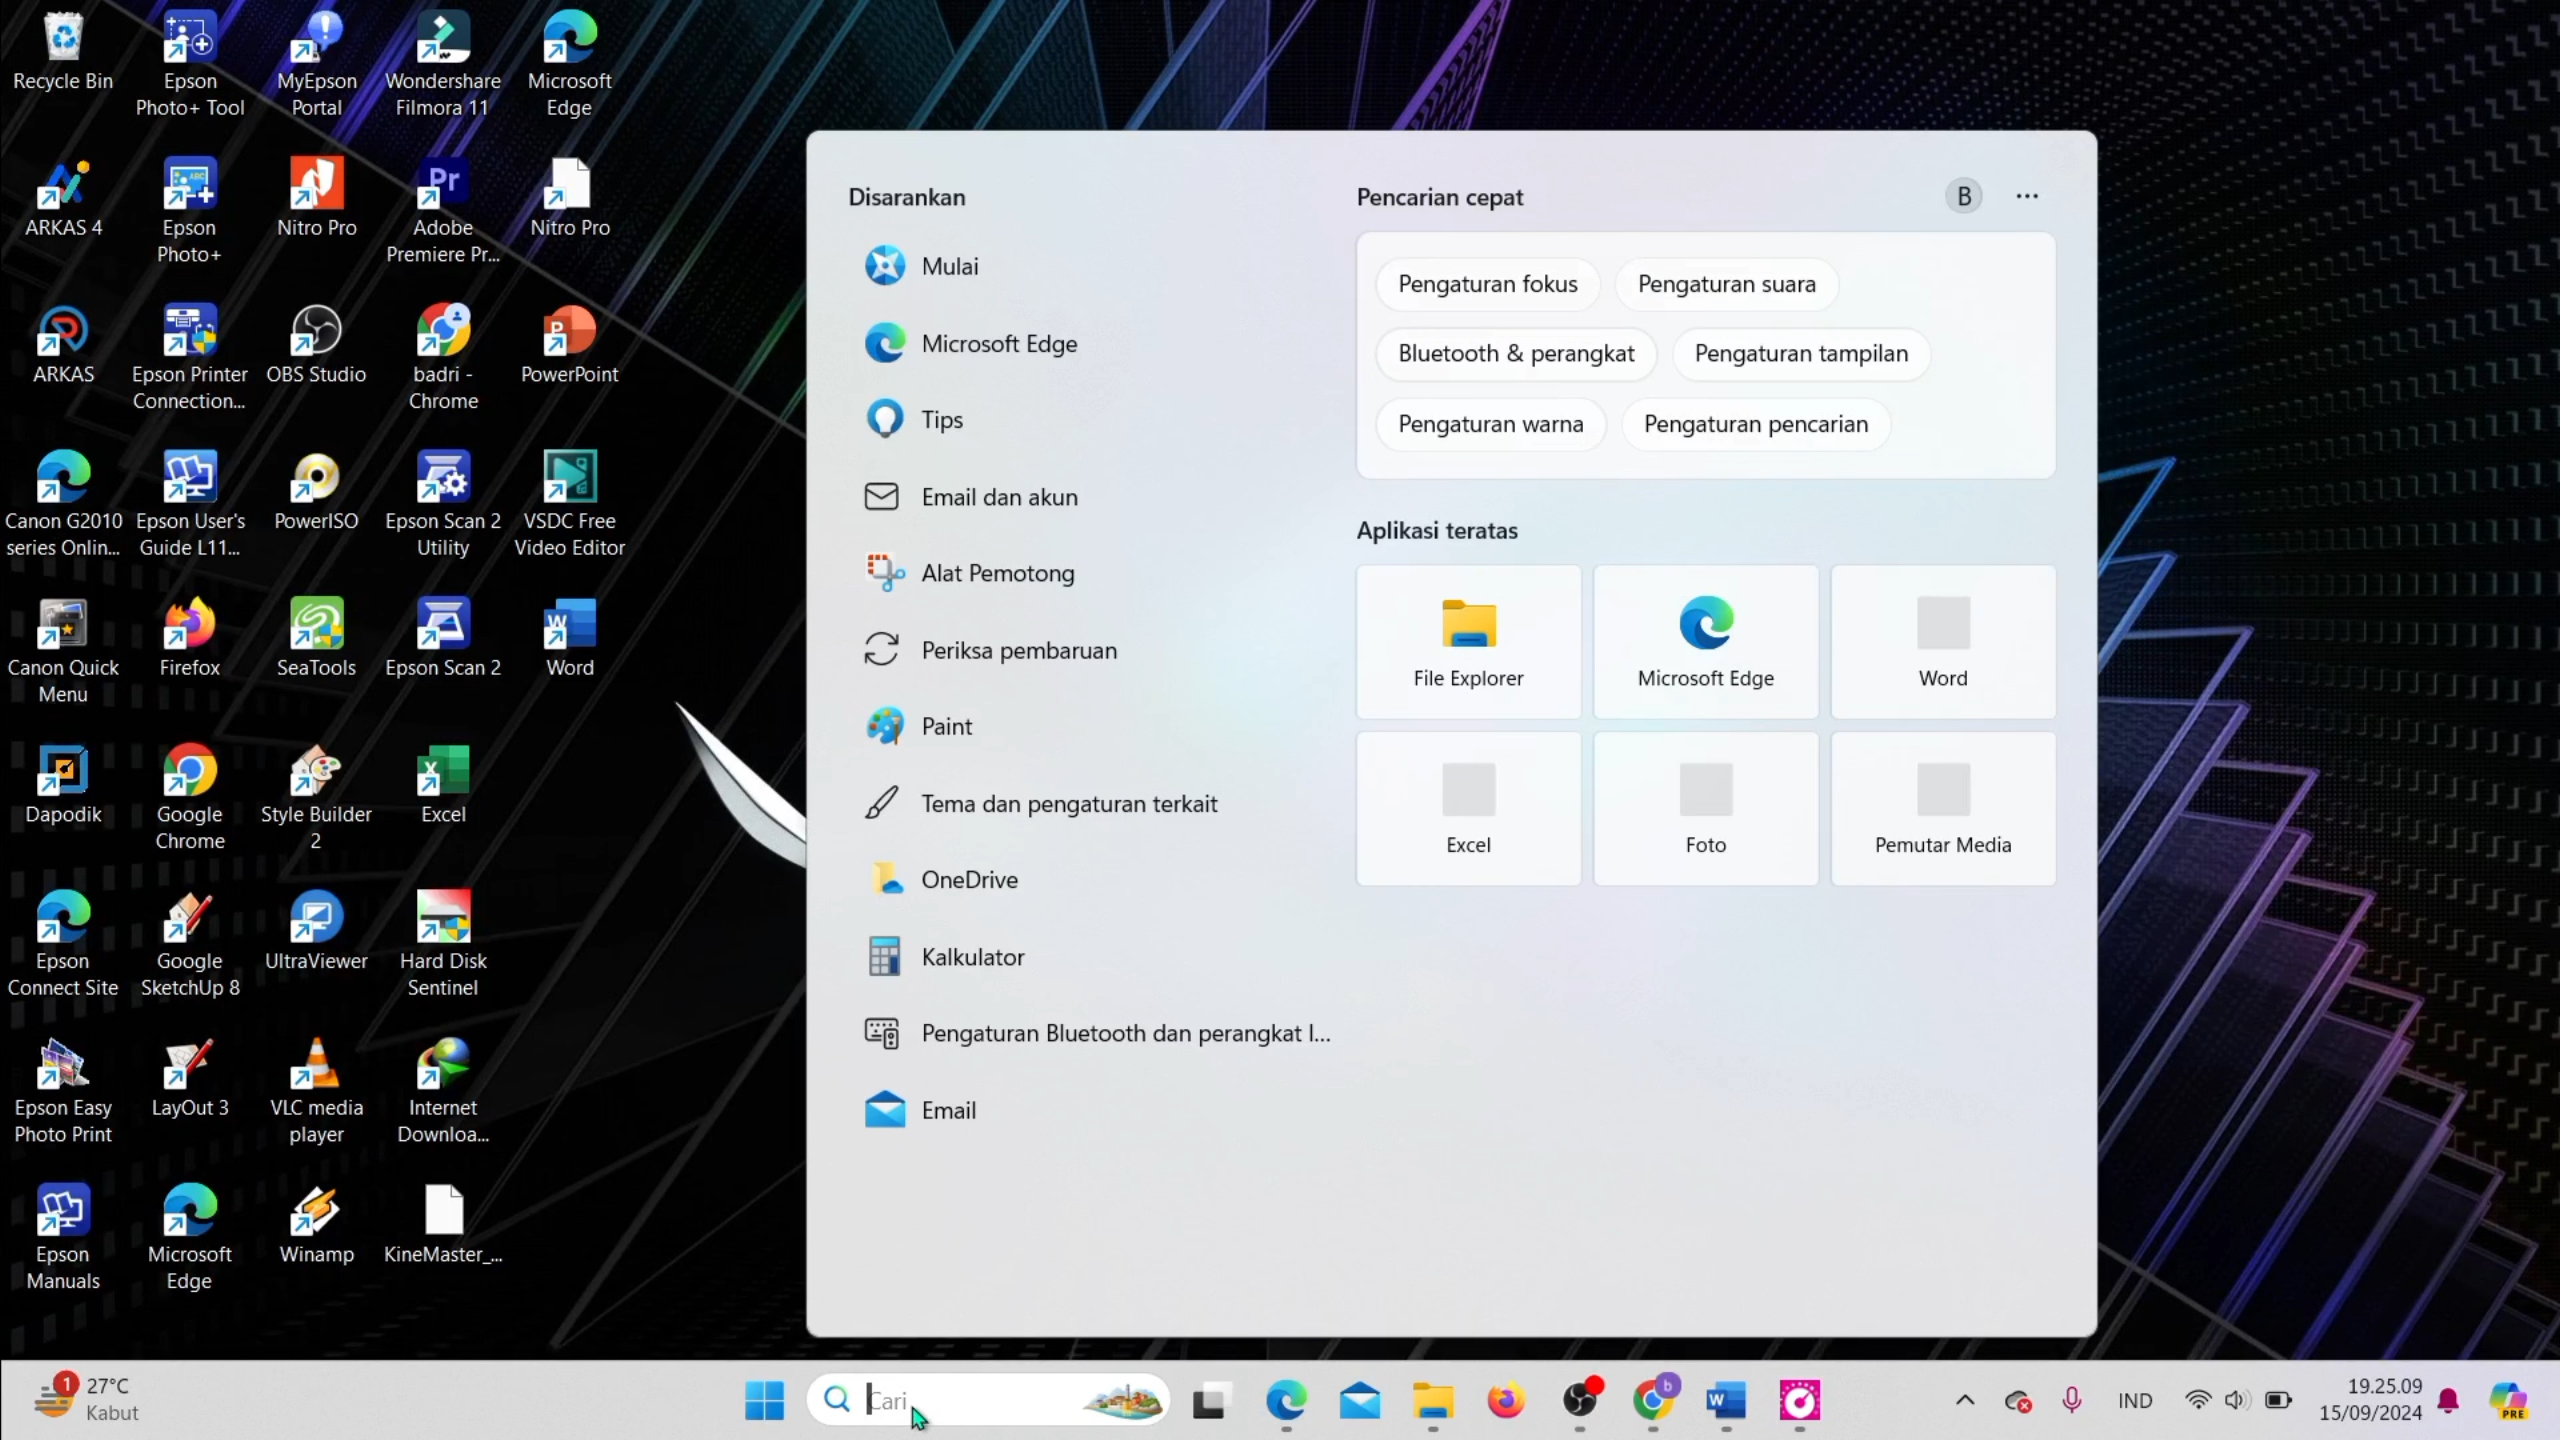 Recycle Bin
Epson
Photo+ Tool
MyEpson
Portal
Wondershare
Filmora 11
Microsoft
Edge
ARKAS 4
Epson
Photo+
Nitro Pro
Adobe
Premiere Pr...
Nitro Pro
ARKAS
Epson Printer
Connection...
OBS Studio
badri -
Chrome
PowerPoint
Canon G2010
series Onlin...
Epson User's
Guide L11...
PowerISO
Epson Scan 2
Utility
VSDC Free
Video Editor
Canon Quick
Menu
Firefox
SeaTools
Epson Scan 2
Word
Dapodik
Google
Chrome
Style Builder
2
Excel
Epson
Connect Site
Google
SketchUp 8
UltraViewer
Hard Disk
Sentinel
Epson Easy
Photo Print
LayOut 3
VLC media
player
Internet
Downloa...
Epson
Manuals
Microsoft
Edge
Winamp
KineMaster_...
Disarankan
Mulai
Microsoft Edge
Tips
Email dan akun
Alat Pemotong
Periksa pembaruan
Paint
Tema dan pengaturan terkait
OneDrive
Kalkulator
Pengaturan Bluetooth dan perangkat l...
Email
Pencarian cepat
B
Pengaturan fokus
Pengaturan suara
Bluetooth & perangkat
Pengaturan tampilan
Pengaturan warna
Pengaturan pencarian
Aplikasi teratas
File Explorer
Microsoft Edge
Word
Excel
Foto
Pemutar Media
1
27°C
Kabut
Cari
b
IND
19.25.09
15/09/2024
PRE